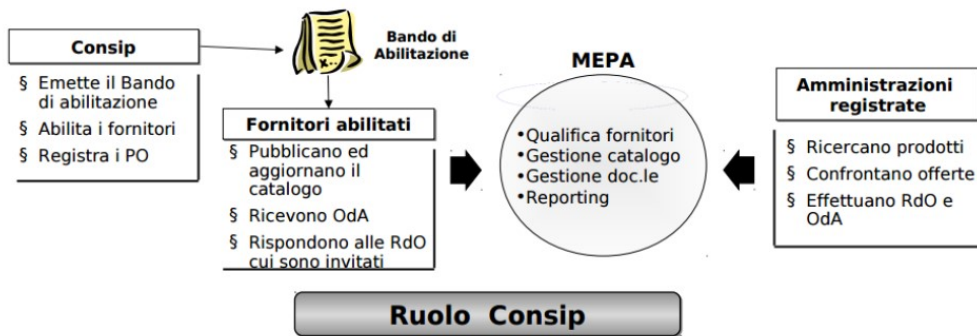 Consip
§ Emette il Bando
di abilitazione
§ Abilita i fornitori
§ Registra i PO
Bando di
Abilitazione
Fornitori abilitati
§ Pubblicano ed
aggiornano il
catalogo
§ Ricevono OdA
§ Rispondono alle RdO
cui sono invitati
MEPA
•Qualifica fornitori
•Gestione catalogo
•Gestione doc.le
•Reporting
Amministrazioni
registrate
§ Ricercano prodotti
§ Confrontano offerte
§ Effettuano RdO e
OdA
Ruolo Consip